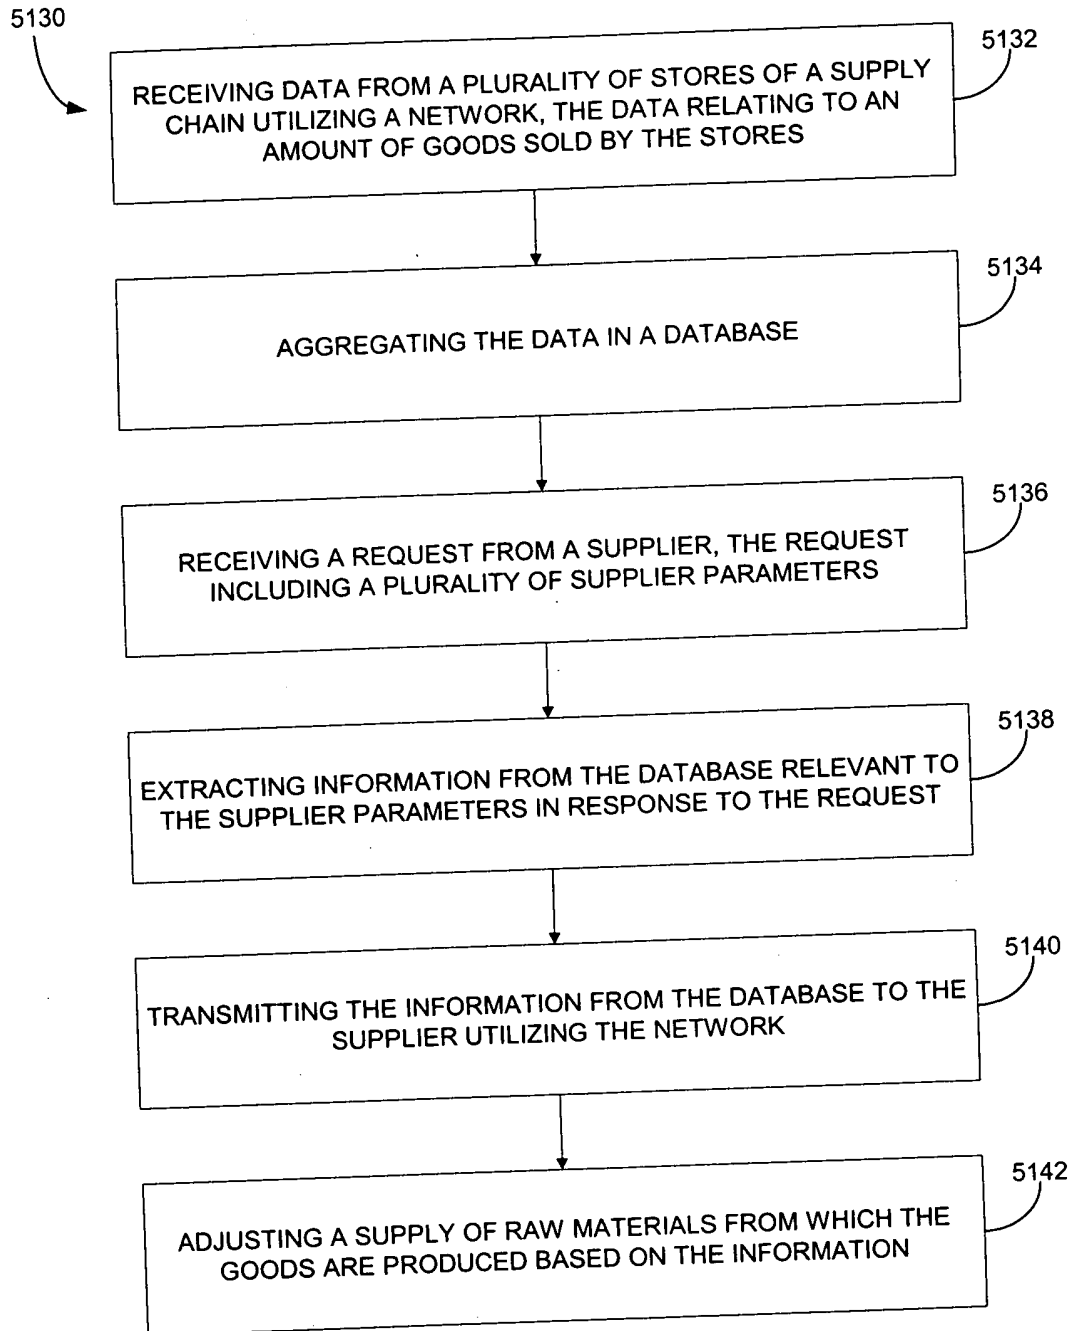 5130
5132
RECEIVING DATA FROM A PLURALITY OF STORES OF A SUPPLY
CHAIN UTILIZING A NETWORK, THE DATA RELATING TO AN
AMOUNT OF GOODS SOLD BY THE STORES
5134
AGGREGATING THE DATA IN A DATABASE
5136
RECEIVING A REQUEST FROM A SUPPLIER, THE REQUEST
INCLUDING A PLURALITY OF SUPPLIER PARAMETERS
5138
EXTRACTING INFORMATION FROM THE DATABASE RELEVANT TO
THE SUPPLIER PARAMETERS IN RESPONSE TO THE REQUEST
5140
TRANSMITTING THE INFORMATION FROM THE DATABASE TO THE
SUPPLIER UTILIZING THE NETWORK
5142
ADJUSTING A SUPPLY OF RAW MATERIALS FROM WHICH THE
GOODS ARE PRODUCED BASED ON THE INFORMATION